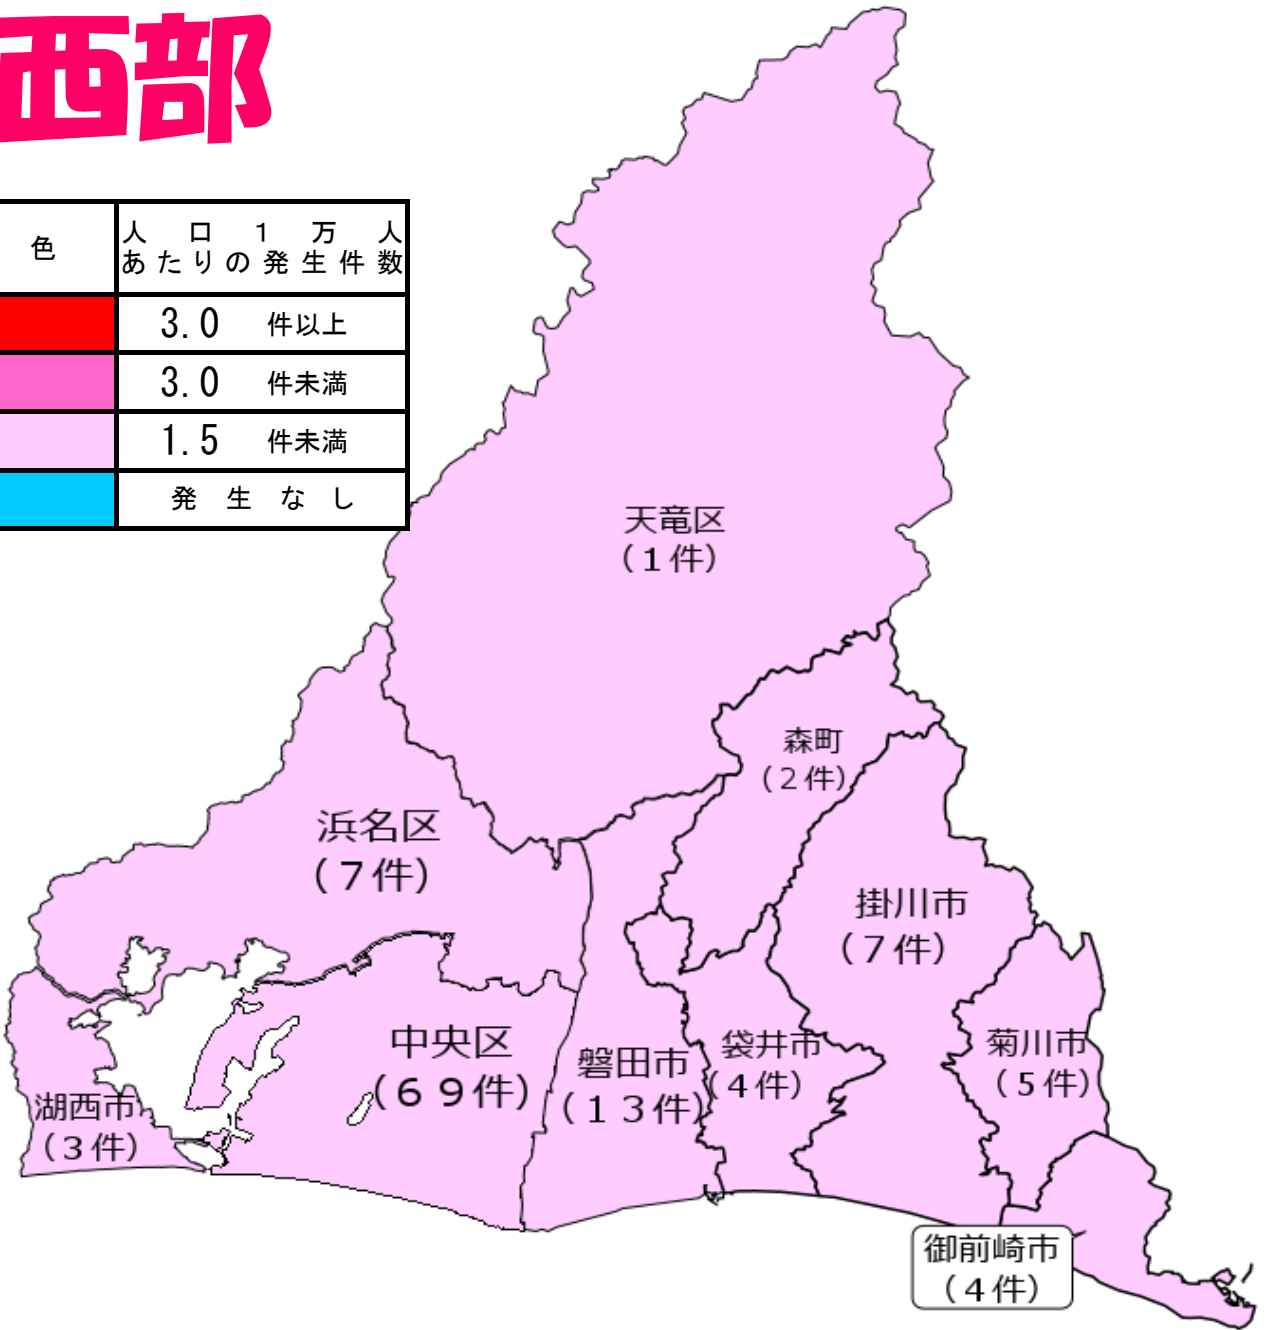 西部
色
人口１万人
あたりの発生件数
3.0 件以上
3.0 件未満
1.5 件未満
発生なし
天竜区
（１件）
森町
（２件）
浜名区
（７件）
掛川市
（７件）
中央区
（６９件）
磐田市
（１３件）
袋井市
（４件）
菊川市
（５件）
湖西市
（３件）
御前崎市
（４件）